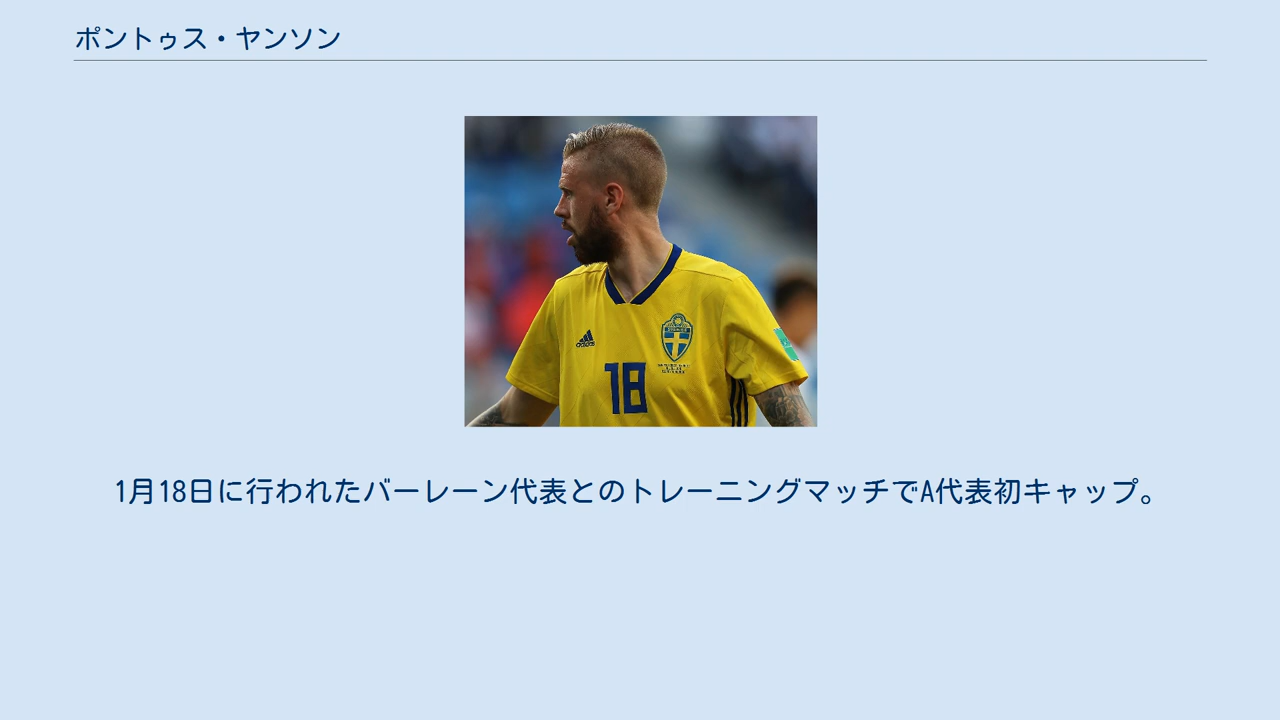 ポントゥス・ヤンソン
adidas
18
1月18日に行われたバーレーン代表とのトレーニングマッチでA代表初キャップ。